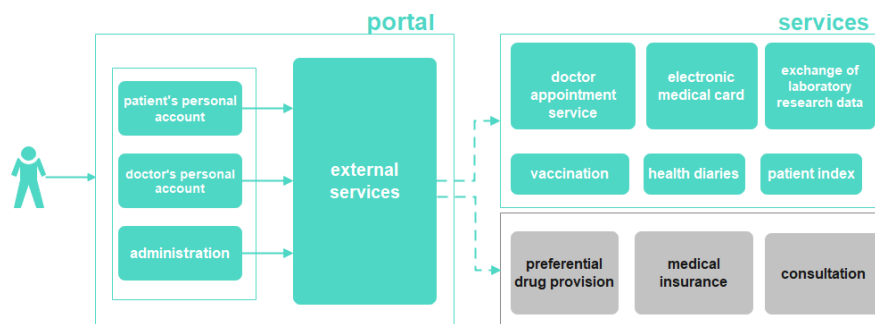 portal
services
patient's personal
account
doctor's personal
account
administration
external
services
doctor
appointment
service
electronic
medical card
exchange of
laboratory
research data
vaccination
health diaries
patient index
preferential
drug provision
medical
insurance
consultation